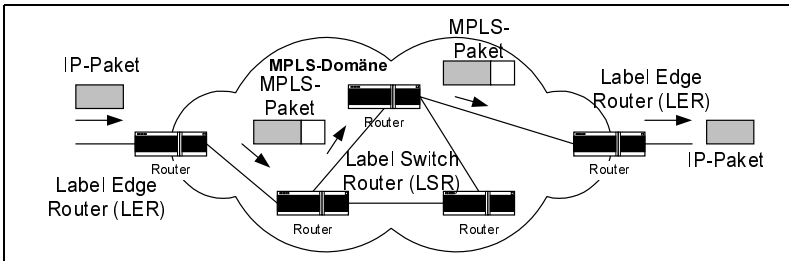 MPLS-
Paket
IP-Paket
MPLS-Domäne
MPLS-
Paket
Label Edge
Router (LER)
Router
Router
Router
IP-Paket
Label Switch
Router (LSR)
Label Edge
Router (LER)
Router
Router